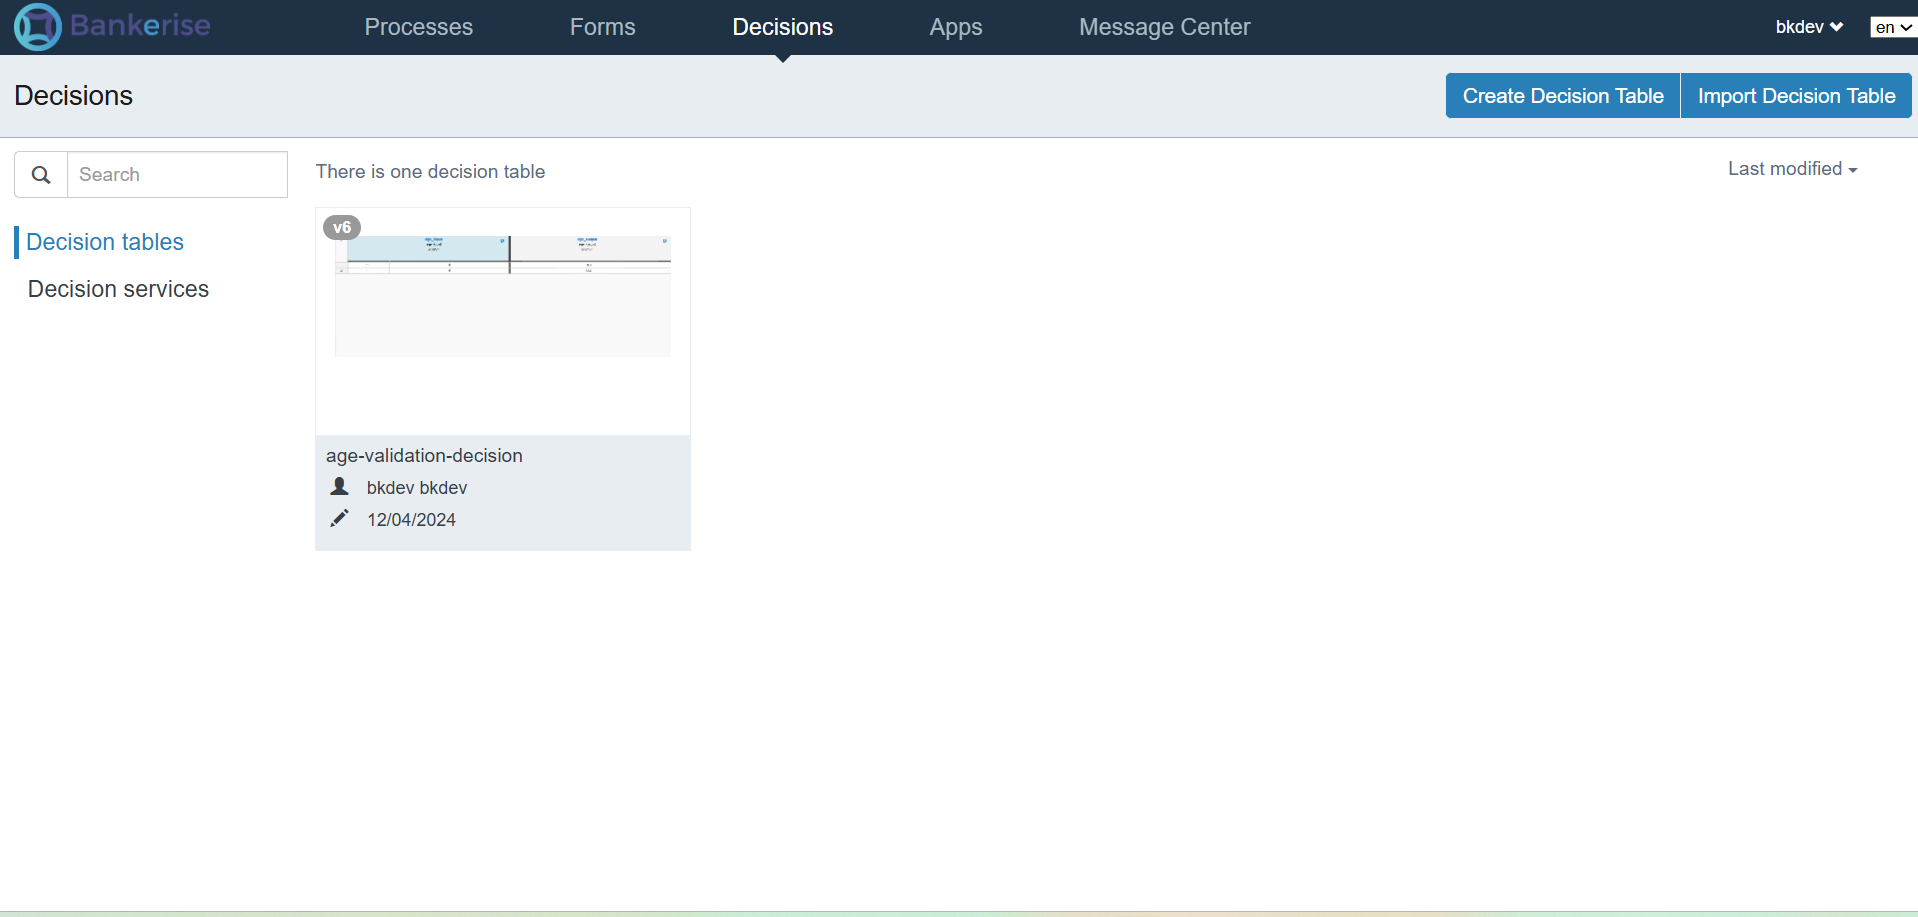 Bankerise
Processes
Forms
Decisions
Apps
Message Center
bkdev
en
Decisions
Create Decision Table
Import Decision Table
Search
There is one decision table
Last modified
Decision tables
Decision services
v6
age-validation-decision
bkdev bkdev
12/04/2024